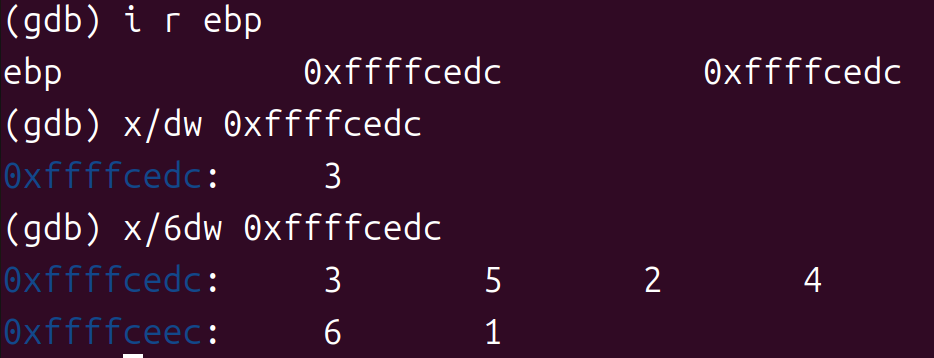 (gdb) i r ebp
ebp 0xffffcedc 0xffffcedc
(gdb) x/dw 0xffffcedc
0xffffcedc: 3
(gdb) x/6dw 0xffffcedc
0xffffcedc: 3 5 2 4
0xffffceec: 6 1